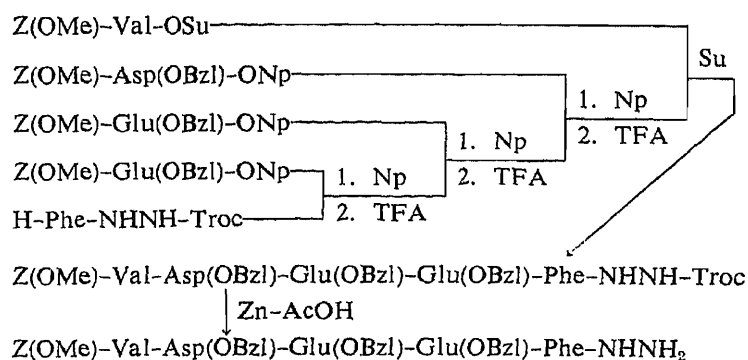 Z(OMe)–Val–OSu
Su
Z(OMe)–Asp(OBzl)–ONp
1. Np
2. TFA
Z(OMe)–Glu(OBzl)–ONp
1. Np
2. TFA
Z(OMe)–Glu(OBzl)–ONp
1. Np
2. TFA
H–Phe–NHNH–Troc
Z(OMe)–Val–Asp(OBzl)–Glu(OBzl)–Glu(OBzl)–Phe–NHNH–Troc
Zn–AcOH
Z(OMe)–Val–Asp(OBzl)–Glu(OBzl)–Glu(OBzl)–Phe–NHNH₂